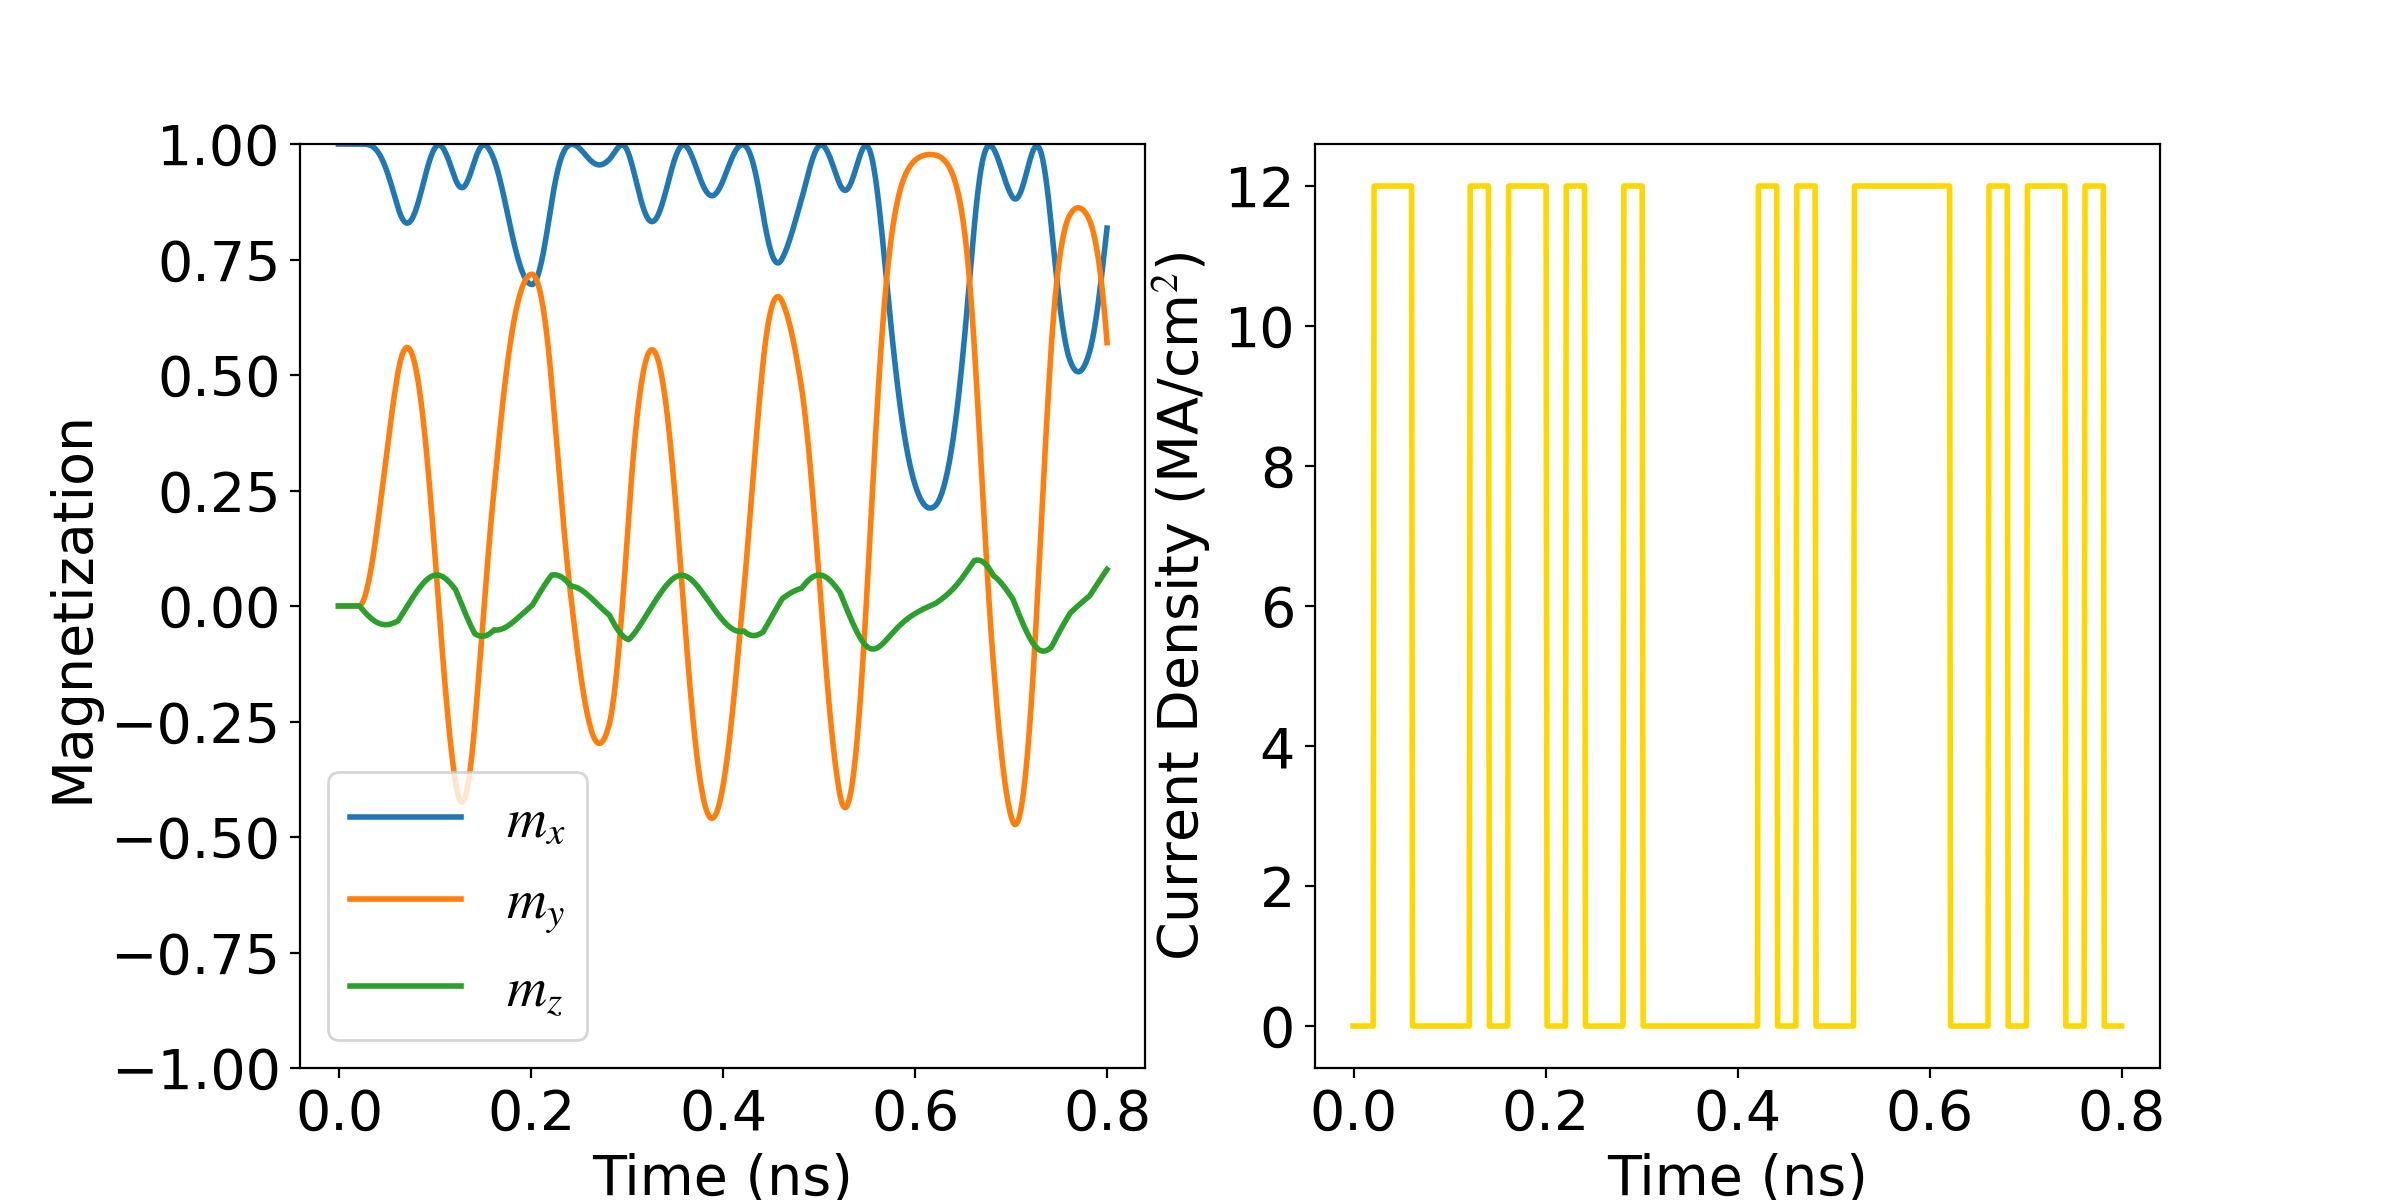 1.00
0.75
0.50
0.25
0.00
−0.25
−0.50
−0.75
−1.00
Magnetization
m_x
m_y
m_z
0.0 0.2 0.4 0.6 0.8
Time (ns)
12
10
8
6
4
2
0
Current Density (MA/cm²)
0.0 0.2 0.4 0.6 0.8
Time (ns)